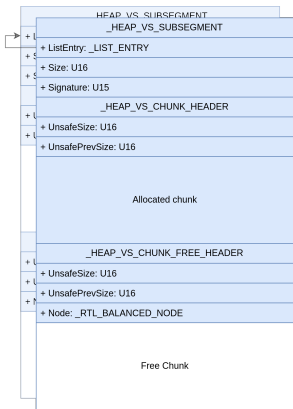 _HEAP_VS_SUBSEGMENT
_HEAP_VS_SUBSEGMENT
+ ListEntry: _LIST_ENTRY
+ Size: U16
+ Signature: U15
_HEAP_VS_CHUNK_HEADER
+ UnsafeSize: U16
+ UnsafePrevSize: U16
Allocated chunk
_HEAP_VS_CHUNK_FREE_HEADER
+ UnsafeSize: U16
+ UnsafePrevSize: U16
+ Node: _RTL_BALANCED_NODE
Free Chunk